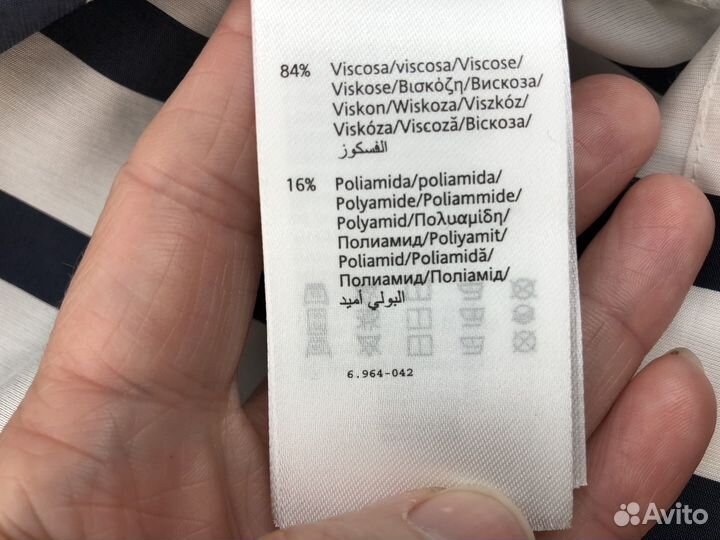 84% Viscosa/viscosa/Viscose/
Viskose/Βισκόζη/Вискоза/
Viskon/Wiskoza/Viszkóz/
Viskóza/Viscoză/Віскоза/
الفسكوز
16% Poliamida/poliamida/
Polyamide/Poliammide/
Polyamid/Πολυαμίδη/
Полиамид/Poliyamit/
Poliamid/Poliamidă/
Полиамид/Поліамід/
البولي أميد
6.964-042
Avito